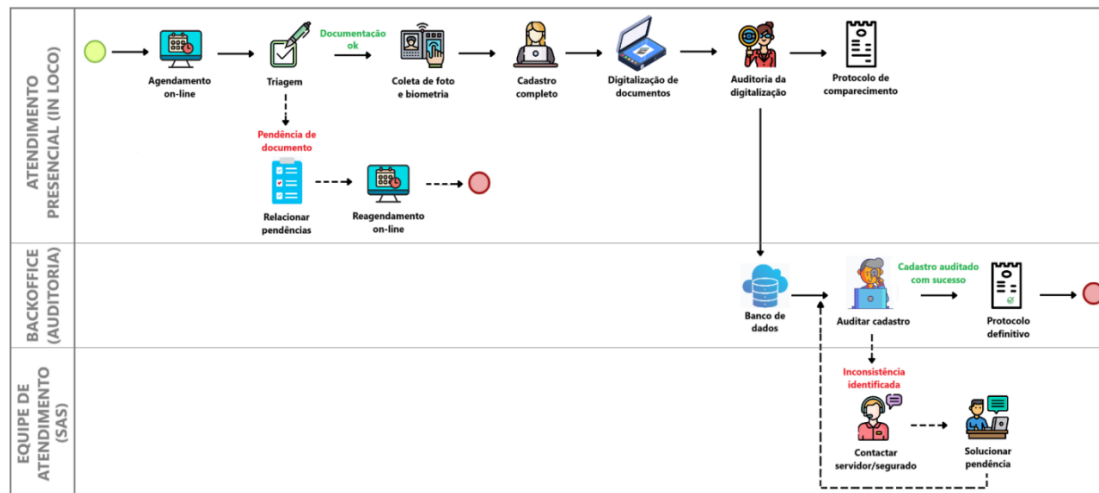 ATENDIMENTO
PRESENCIAL (IN LOCO)
Agendamento
on-line
Triagem
Documentação
ok
Coleta de foto
e biometria
Cadastro
completo
Digitalização de
documentos
Auditoria da
digitalização
Protocolo de
comparecimento
Pendência de
documento
Relacionar
pendências
Reagendamento
on-line
BACKOFFICE
(AUDITORIA)
Banco de
dados
Auditar cadastro
Cadastro auditado
com sucesso
Protocolo
definitivo
EQUIPE DE
ATENDIMENTO
(SAS)
Inconsistência
identificada
Contactar
servidor/segurado
Solucionar
pendência